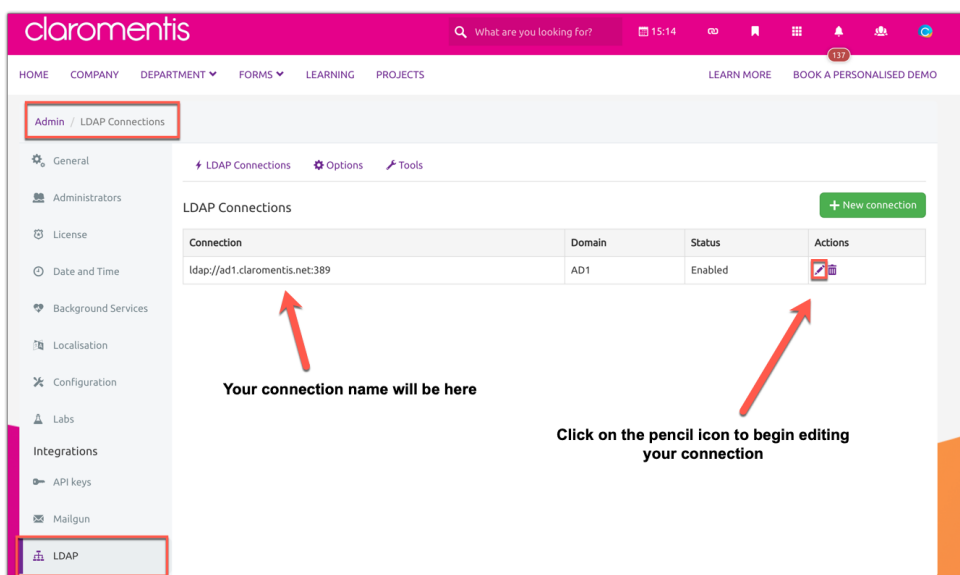 claromentis
What are you looking for?
15:14
137
HOME COMPANY DEPARTMENT FORMS LEARNING PROJECTS LEARN MORE BOOK A PERSONALISED DEMO
Admin / LDAP Connections
General
Administrators
License
Date and Time
Background Services
Localisation
Configuration
Labs
Integrations
API keys
Mailgun
LDAP
LDAP Connections Options Tools
LDAP Connections
+ New connection
Connection Domain Status Actions
ldap://ad1.claromentis.net:389 AD1 Enabled
Your connection name will be here
Click on the pencil icon to begin editing
your connection